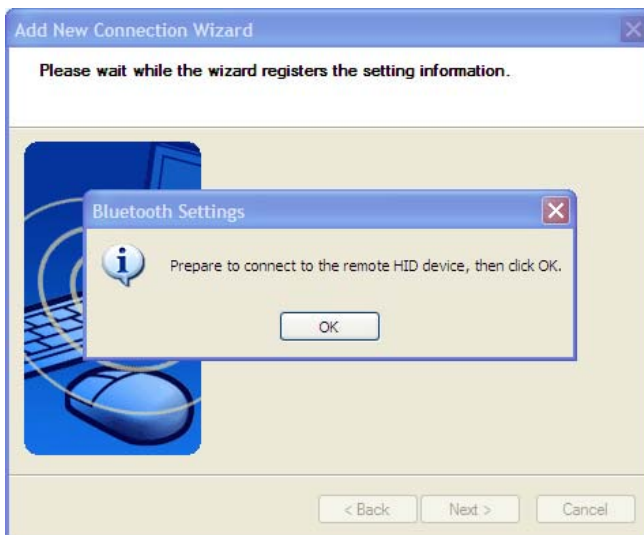 Add New Connection Wizard
Please wait while the wizard registers the setting information.
Bluetooth Settings
Prepare to connect to the remote HID device, then click OK.
OK
< Back Next > Cancel